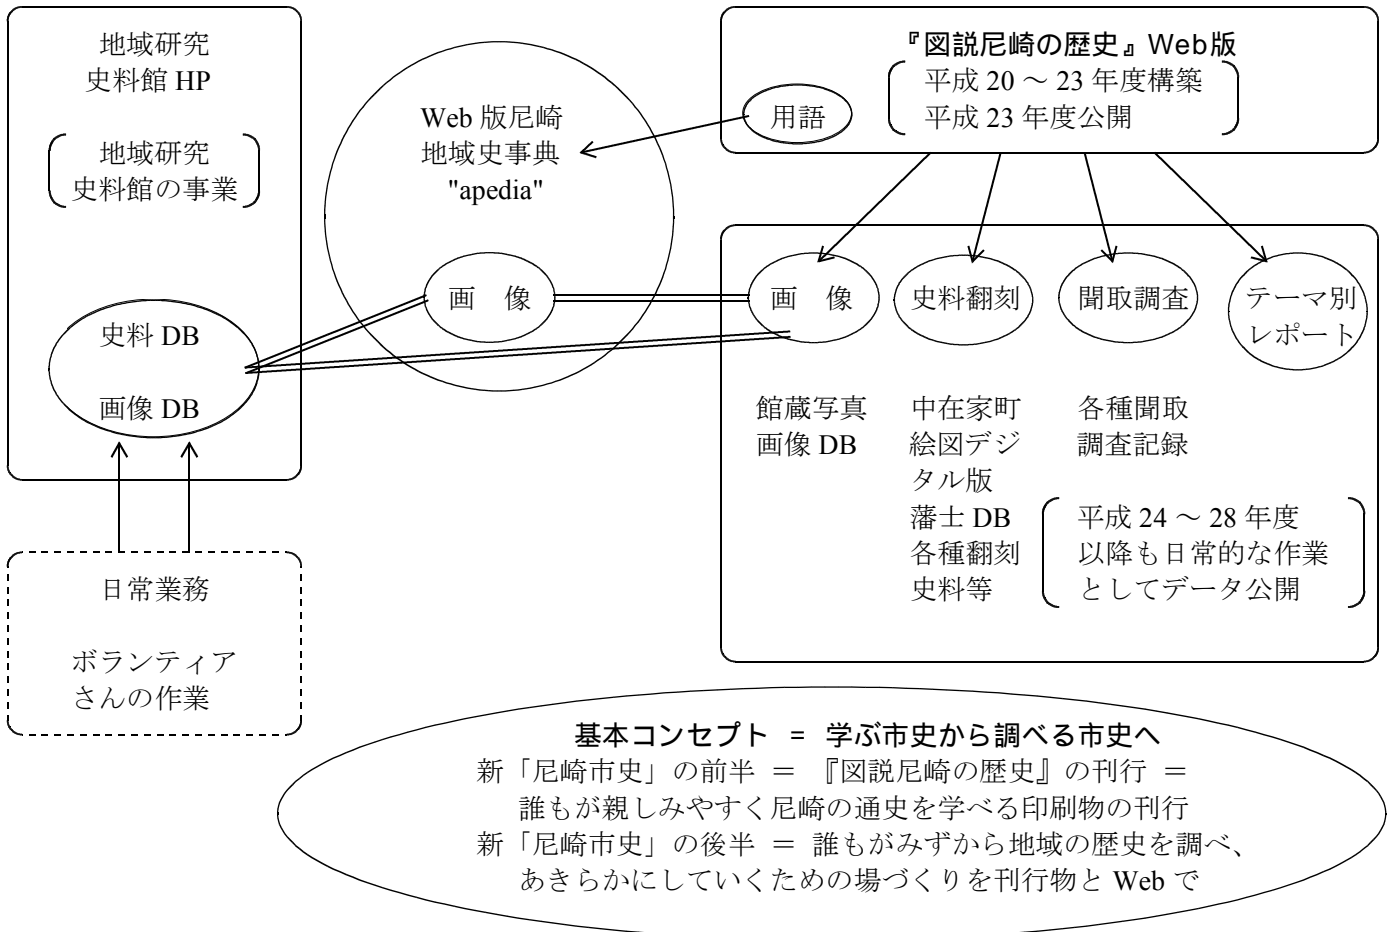 地域研究
史料館 HP
地域研究
史料館の事業
史料 DB
画像 DB
日常業務
ボランティア
さんの作業
Web 版尼崎
地域史事典
"apedia"
画　像
『図説尼崎の歴史』Web版
平成 20 ～ 23 年度構築
平成 23 年度公開
用語
画　像
史料翻刻
聞取調査
テーマ別
レポート
館蔵写真
画像 DB
中在家町
絵図デジ
タル版
藩士 DB
各種翻刻
史料等
各種聞取
調査記録
平成 24 ～ 28 年度
以降も日常的な作業
としてデータ公開
基本コンセプト = 学ぶ市史から調べる市史へ
新「尼崎市史」の前半 ＝ 『図説尼崎の歴史』の刊行 ＝
誰もが親しみやすく尼崎の通史を学べる印刷物の刊行
新「尼崎市史」の後半 ＝ 誰もがみずから地域の歴史を調べ、
あきらかにしていくための場づくりを刊行物と Web で